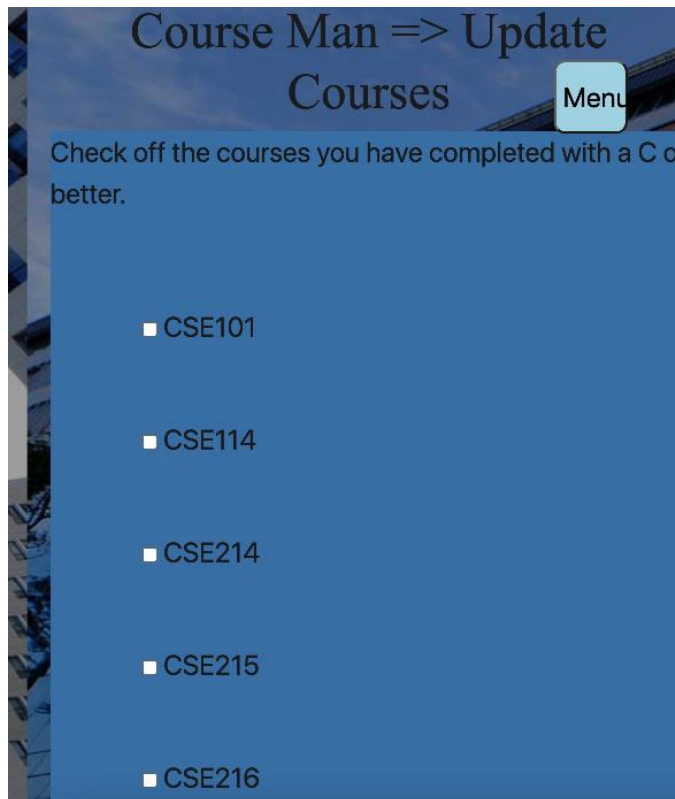 Course Man => Update
Courses
Menu
Check off the courses you have completed with a C o
better.
CSE101
CSE114
CSE214
CSE215
CSE216